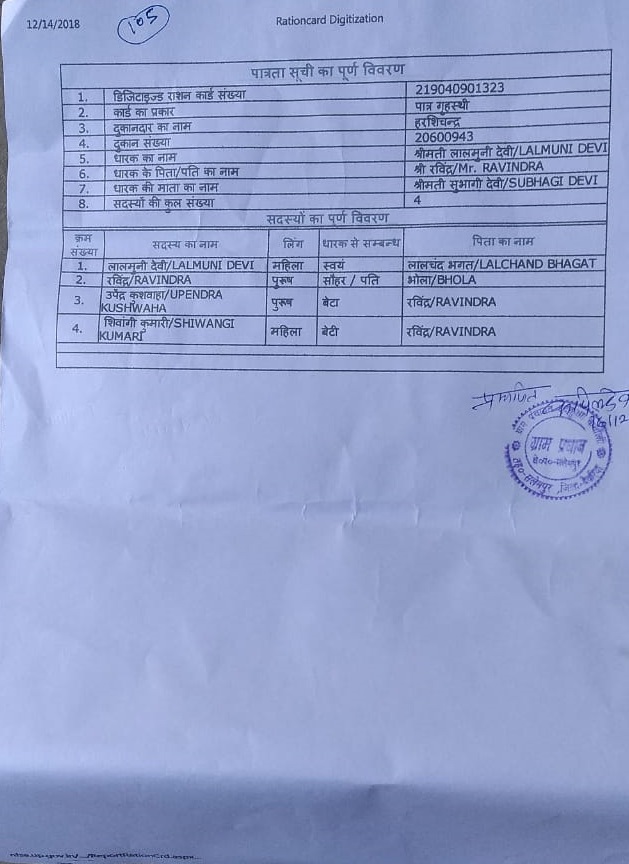 12/14/2018
105
Rationcard Digitization
पात्रता सूची का पूर्ण विवरण
1. डिजिटाइज्ड राशन कार्ड संख्या 219040901323
2. कार्ड का प्रकार पात्र गृहस्थी
3. दुकानदार का नाम हरिशचन्द्र
4. दुकान संख्या 20600943
5. धारक का नाम श्रीमती लालमुनी देवी/LALMUNI DEVI
6. धारक के पिता/पति का नाम श्री रविंद्र/Mr. RAVINDRA
7. धारक की माता का नाम श्रीमती सुभागी देवी/SUBHAGI DEVI
8. सदस्यों की कुल संख्या 4
सदस्यों का पूर्ण विवरण
क्रम संख्या सदस्य का नाम लिंग धारक से सम्बन्ध पिता का नाम
1. लालमुनी देवी/LALMUNI DEVI महिला स्वयं लालचंद भगत/LALCHAND BHAGAT
2. रविंद्र/RAVINDRA पुरूष सौहर / पति भोला/BHOLA
3. उपेंद्र कुशवाहा/UPENDRA KUSHWAHA पुरूष बेटा रविंद्र/RAVINDRA
4. शिवांगी कुमारी/SHIWANGI KUMARI महिला बेटी रविंद्र/RAVINDRA
प्रमाणित
ग्राम प्रधान